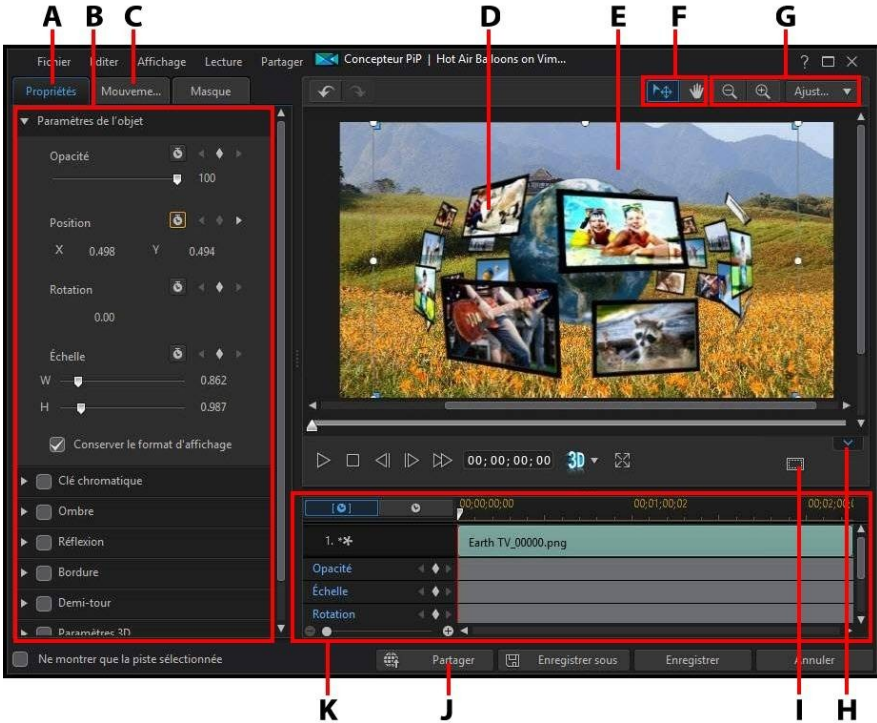 A B C D E F G
Fichier Editer Affichage Lecture Partager Concepteur PiP | Hot Air Balloons on Vim... ?
Propriétés Mouveme... Masque
Ajust...
Paramètres de l'objet
Opacité
100
Position
X 0.498 Y 0.494
Rotation
0.00
Échelle
W 0.862
H 0.987
Conserver le format d'affichage
Clé chromatique
Ombre
Réflexion
Bordure
Demi-tour
Paramètres 3D
00;00;00;00 3D
00;00;00;00 00;01;00;02 00;02;00;
1. Earth TV_00000.png
Opacité
Échelle
Rotation
Ne montrer que la piste sélectionnée
Partager Enregistrer sous Enregistrer Annuler
K J I H